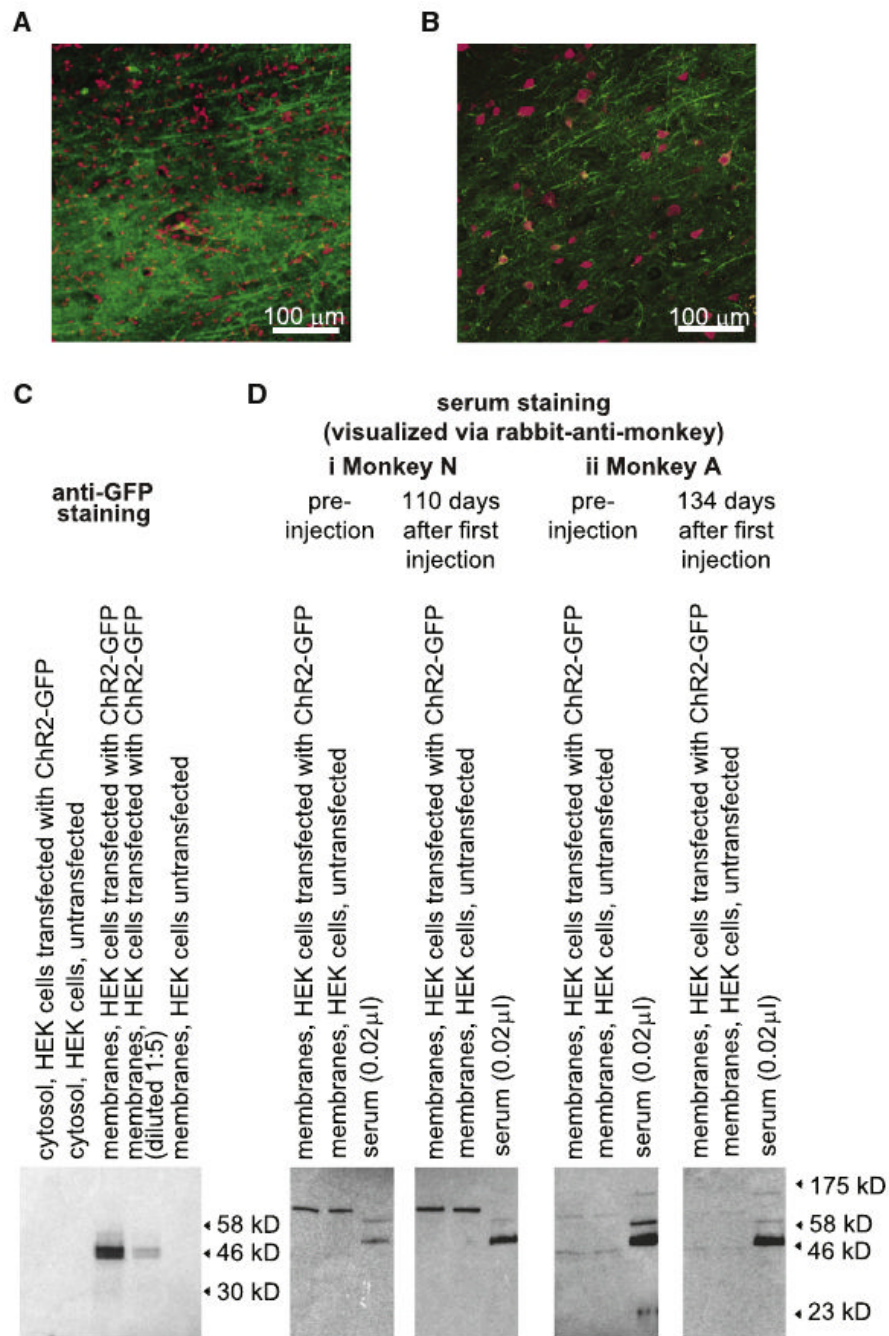 A
B
100 μm
100 μm
C
D
serum staining
(visualized via rabbit-anti-monkey)
i Monkey N
ii Monkey A
anti-GFP
staining
pre-
injection
110 days
after first
injection
pre-
injection
134 days
after first
injection
cytosol, HEK cells transfected with ChR2-GFP
cytosol, HEK cells, untransfected
membranes, HEK cells transfected with ChR2-GFP
membranes, HEK cells transfected with ChR2-GFP
(diluted 1:5)
membranes, HEK cells untransfected
membranes, HEK cells transfected with ChR2-GFP
membranes, HEK cells, untransfected
serum (0.02μl)
membranes, HEK cells transfected with ChR2-GFP
membranes, HEK cells, untransfected
serum (0.02μl)
membranes, HEK cells transfected with ChR2-GFP
membranes, HEK cells, untransfected
serum (0.02μl)
membranes, HEK cells transfected with ChR2-GFP
membranes, HEK cells, untransfected
serum (0.02μl)
58 kD
46 kD
30 kD
175 kD
58 kD
46 kD
23 kD